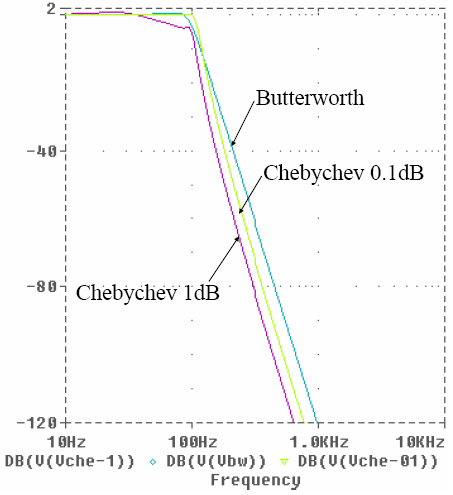 2
Butterworth
-40
Chebychev 0.1dB
-80
Chebychev 1dB
-120
10Hz 100Hz 1.0KHz 10KHz
DB(V(Vche-1)) DB(V(Vbw)) DB(V(Vche-01))
Frequency